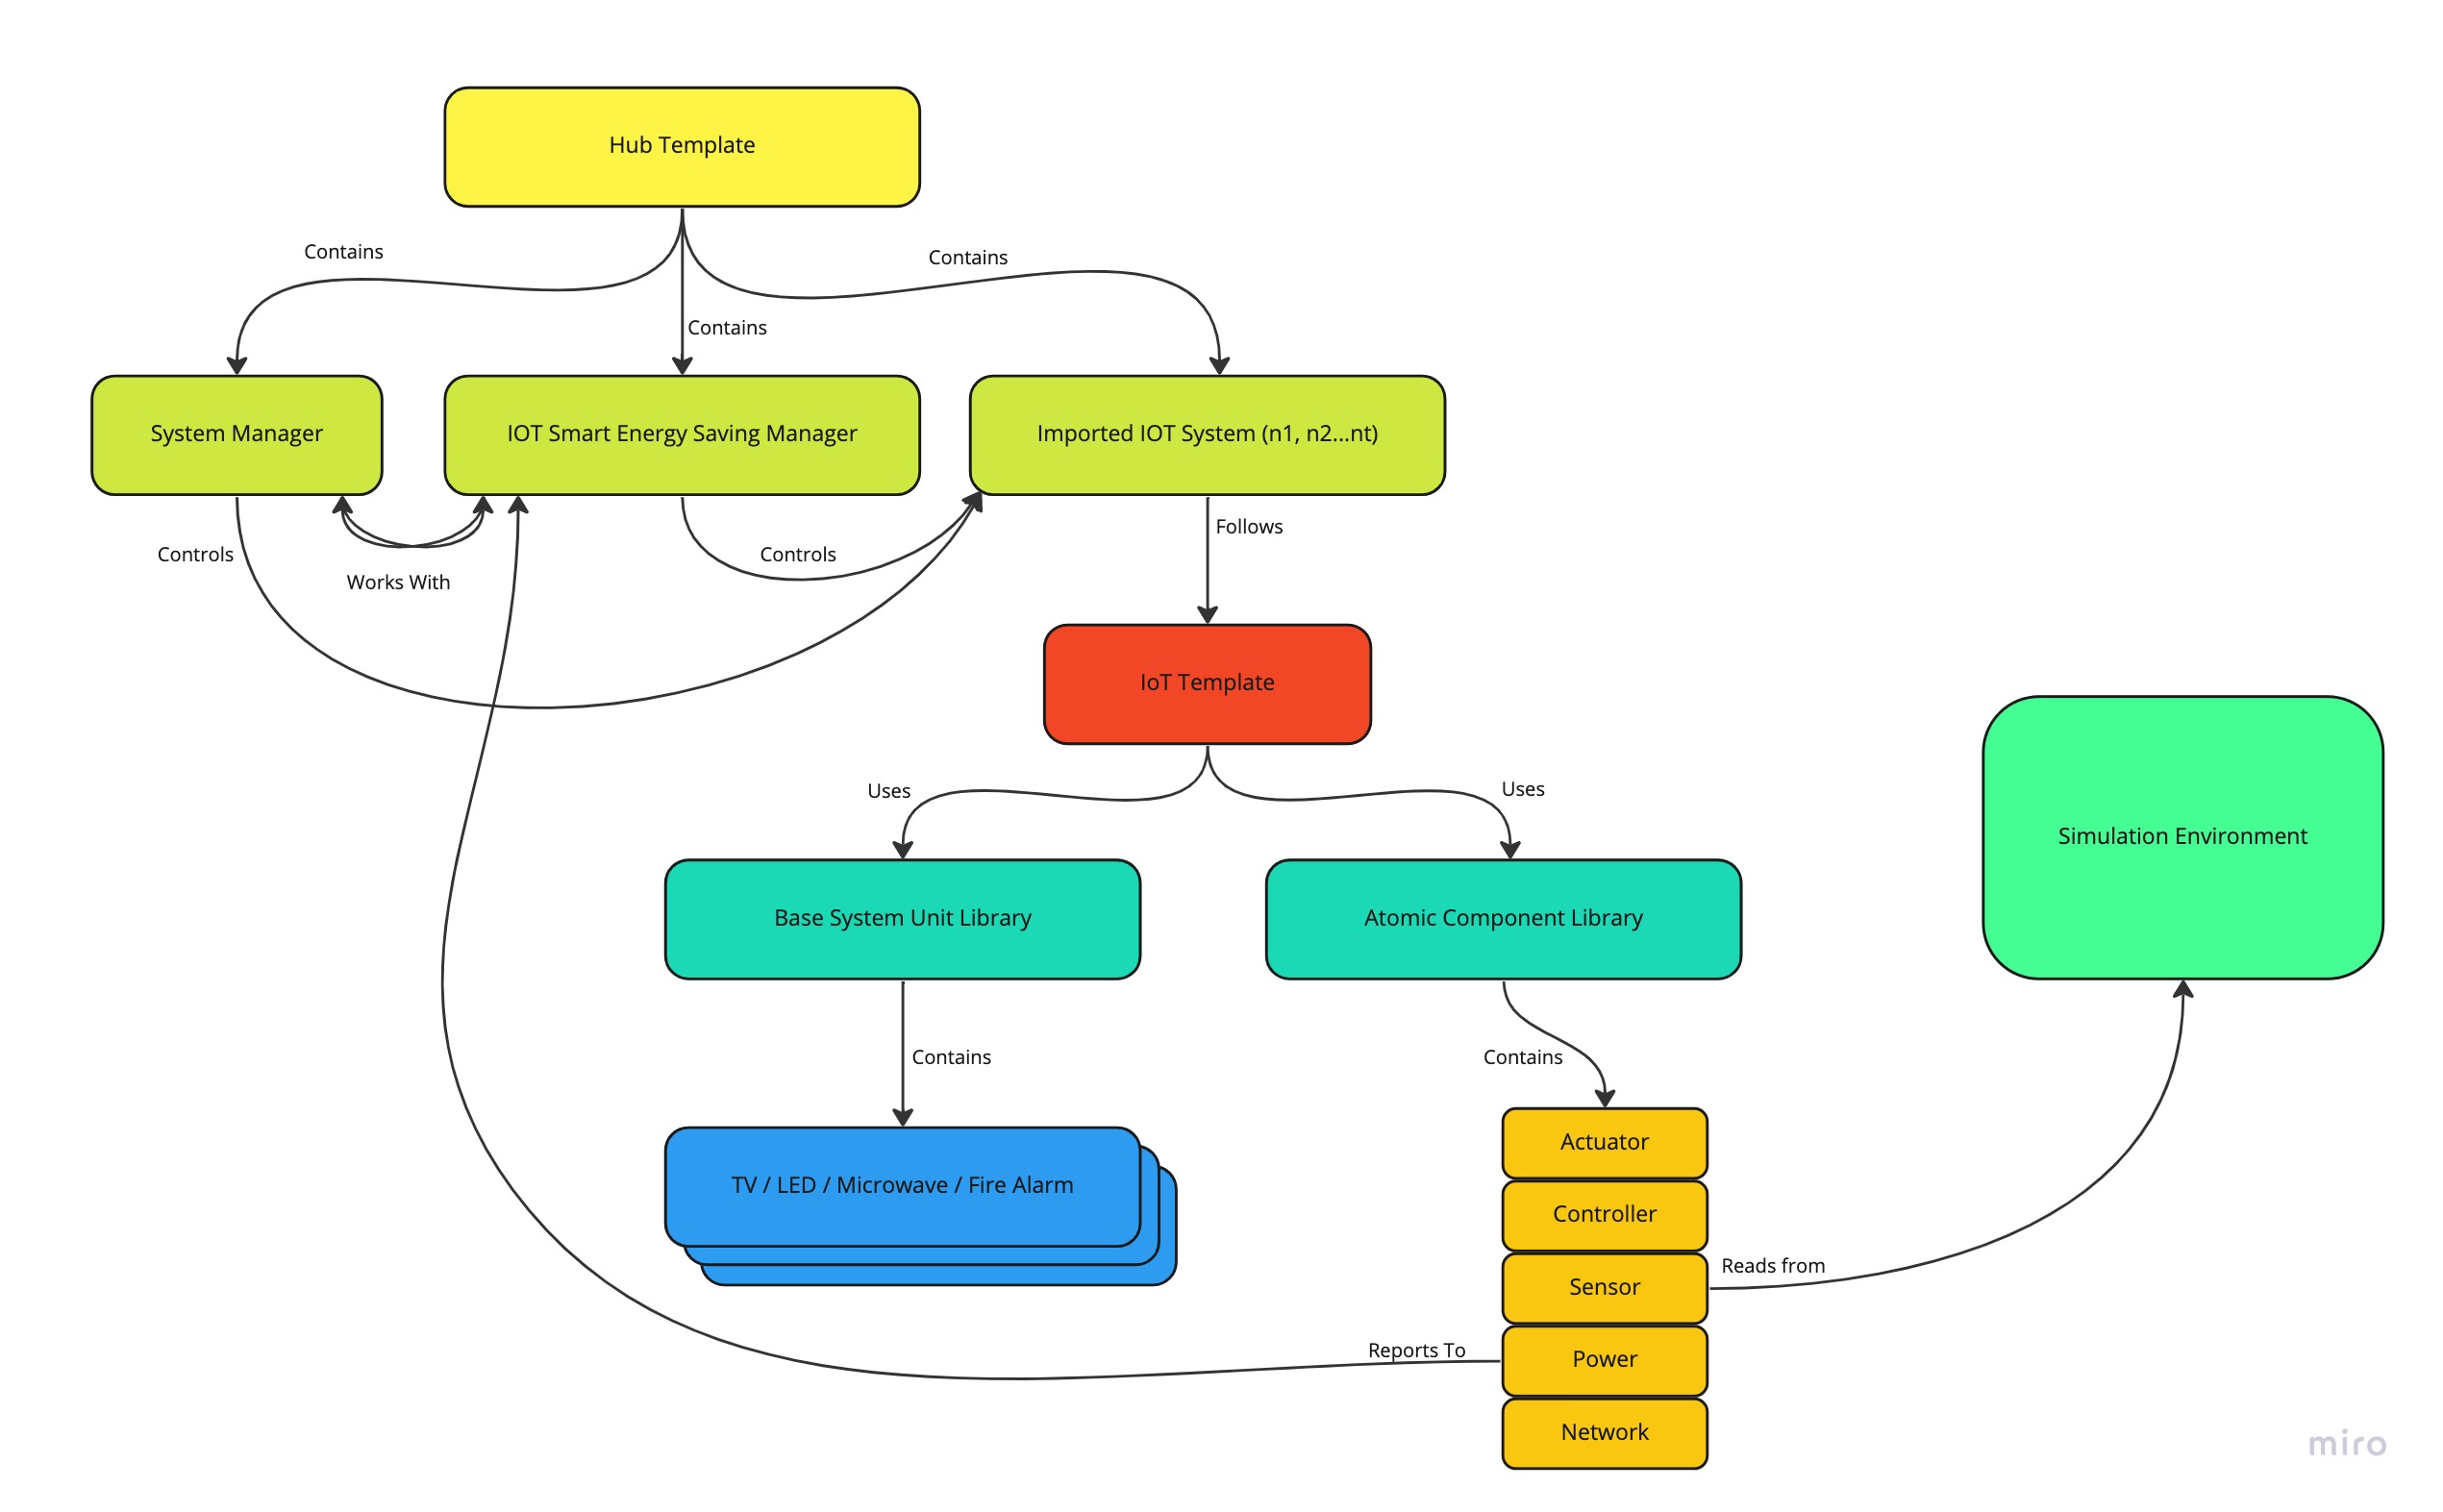 Hub Template
Contains
Contains
Contains
System Manager
IOT Smart Energy Saving Manager
Imported IOT System (n1, n2...nt)
Follows
Controls
Controls
Works With
IoT Template
Uses
Uses
Simulation Environment
Base System Unit Library
Atomic Component Library
Contains
Contains
TV / LED / Microwave / Fire Alarm
Actuator
Controller
Reads from
Sensor
Reports To
Power
Network
miro